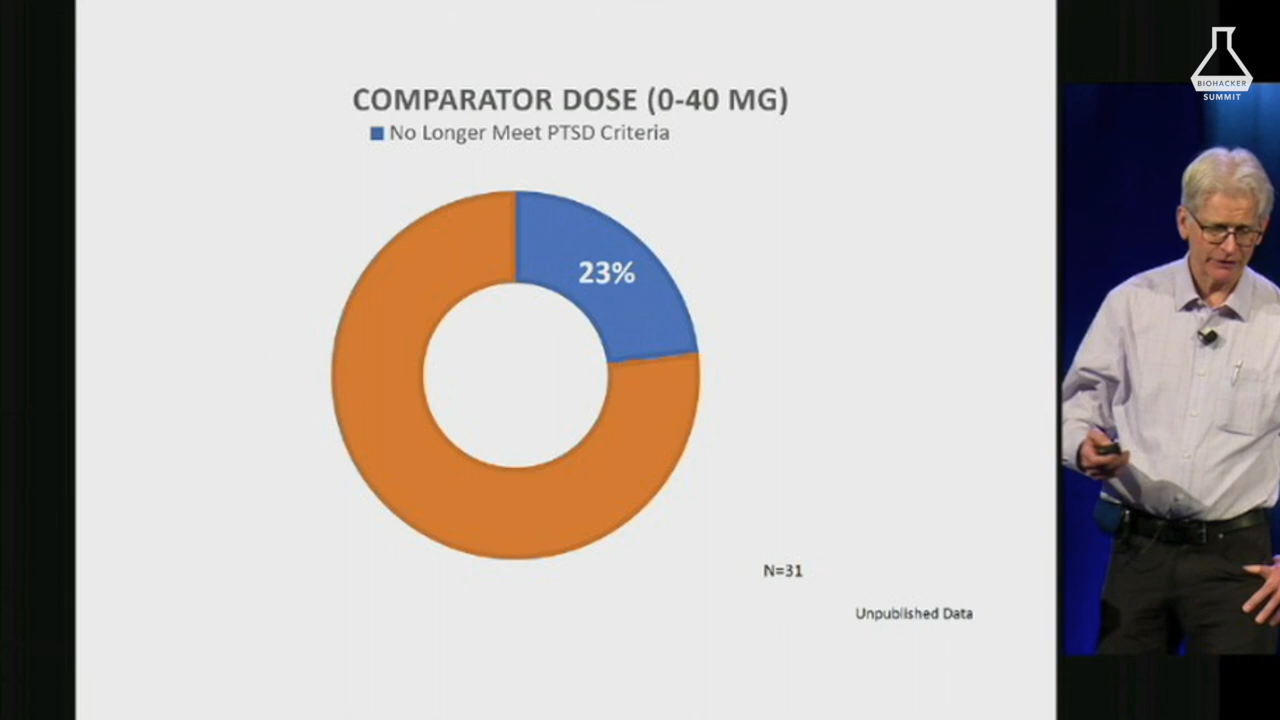 COMPARATOR DOSE (0-40 MG)
No Longer Meet PTSD Criteria
23%
N=31
Unpublished Data
BIOHACKER
SUMMIT